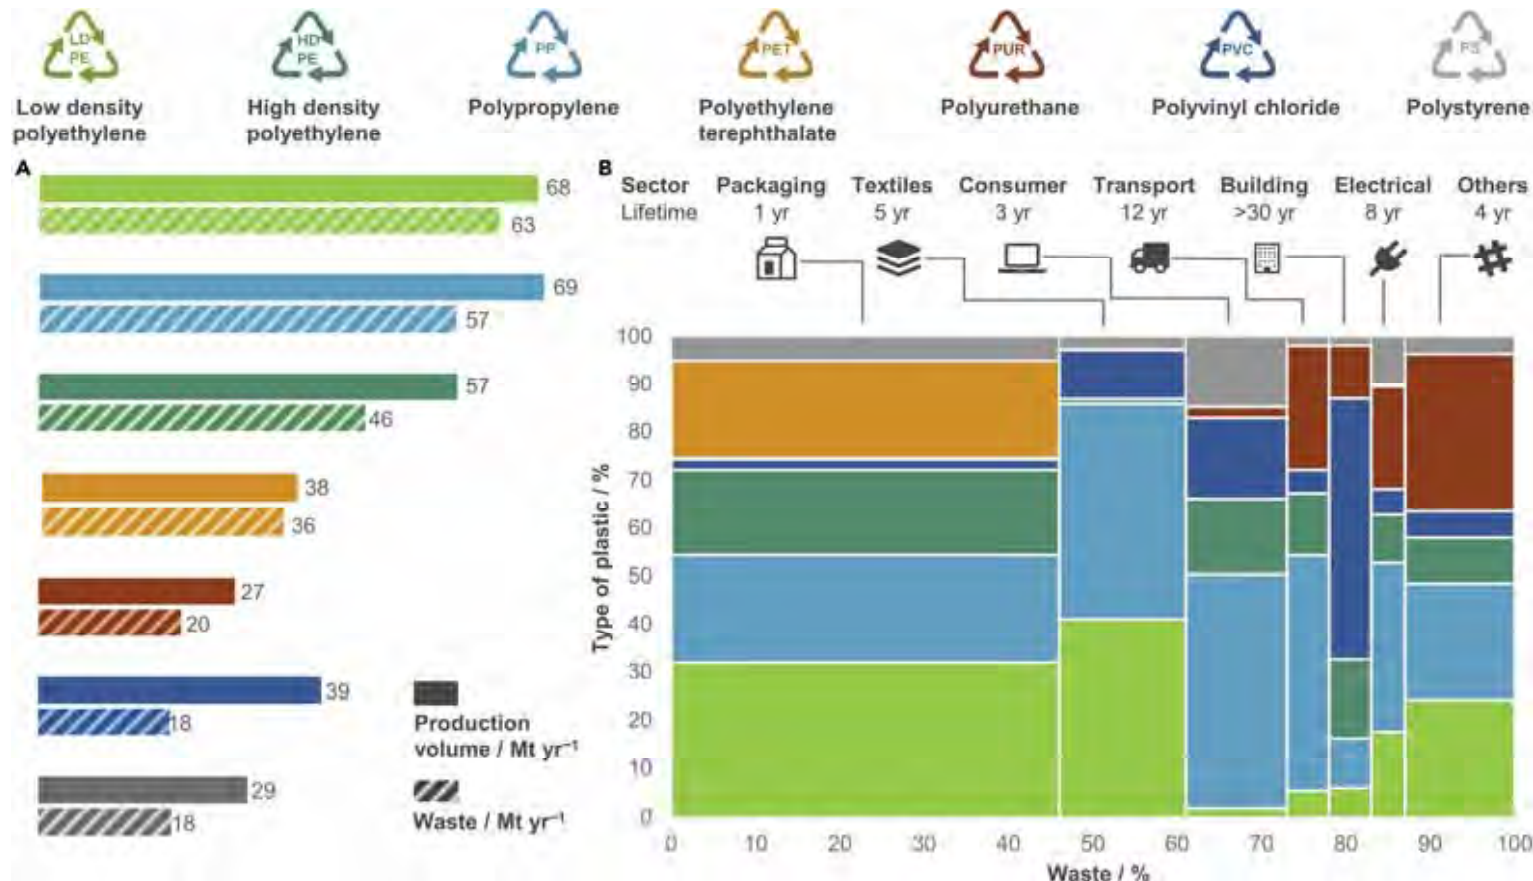 LD
PE
HD
PE
PP
PET
PUR
PVC
PS
Low density
polyethylene
High density
polyethylene
Polypropylene
Polyethylene
terephthalate
Polyurethane
Polyvinyl chloride
Polystyrene
A
68
63
69
57
57
46
38
36
27
20
39
18
29
18
Production
volume / Mt yr⁻¹
Waste / Mt yr⁻¹
B
Sector Packaging Textiles Consumer Transport Building Electrical Others
Lifetime 1 yr 5 yr 3 yr 12 yr >30 yr 8 yr 4 yr
Type of plastic / %
100
90
80
70
60
50
40
30
20
10
0
0 10 20 30 40 50 60 70 80 90 100
Waste / %